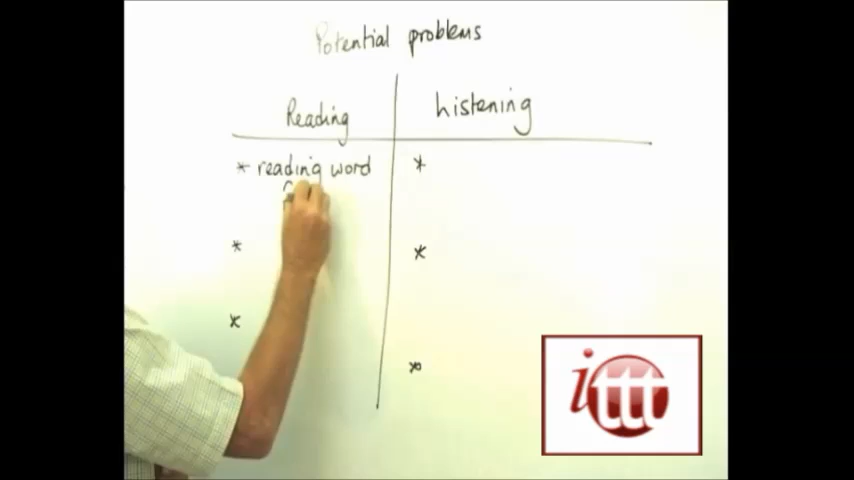 Potential problems
Reading
Listening
* reading word
*
*
*
*
*
ittt